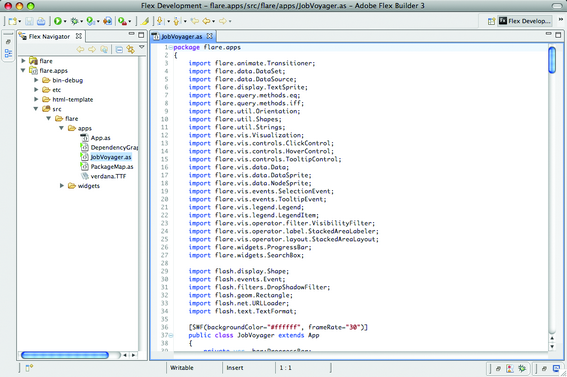 Flex Development - flare.apps/src/flare/apps/JobVoyager.as - Adobe Flex Builder 3
Flex Develop...
Flex Navigator
flare
flare.apps
bin-debug
etc
html-template
src
flare
apps
App.as
DependencyGrap
JobVoyager.as
PackageMap.as
verdana.TTF
widgets
JobVoyager.as
1 package flare.apps
2 {
3 import flare.animate.Transitioner;
4 import flare.data.DataSet;
5 import flare.data.DataSource;
6 import flare.display.TextSprite;
7 import flare.query.methods.eq;
8 import flare.query.methods.iff;
9 import flare.util.Orientation;
10 import flare.util.Shapes;
11 import flare.util.Strings;
12 import flare.vis.Visualization;
13 import flare.vis.controls.ClickControl;
14 import flare.vis.controls.HoverControl;
15 import flare.vis.controls.TooltipControl;
16 import flare.vis.data.Data;
17 import flare.vis.data.DataSprite;
18 import flare.vis.data.NodeSprite;
19 import flare.vis.events.SelectionEvent;
20 import flare.vis.events.TooltipEvent;
21 import flare.vis.legend.Legend;
22 import flare.vis.legend.LegendItem;
23 import flare.vis.operator.filter.VisibilityFilter;
24 import flare.vis.operator.label.StackedAreaLabeler;
25 import flare.vis.operator.layout.StackedAreaLayout;
26 import flare.widgets.ProgressBar;
27 import flare.widgets.SearchBox;
28
29 import flash.display.Shape;
30 import flash.events.Event;
31 import flash.filters.DropShadowFilter;
32 import flash.geom.Rectangle;
33 import flash.net.URLLoader;
34 import flash.text.TextFormat;
35
36 [SWF(backgroundColor="#ffffff", frameRate="30")]
37 public class JobVoyager extends App
38 {
Writable
Insert
1 : 1